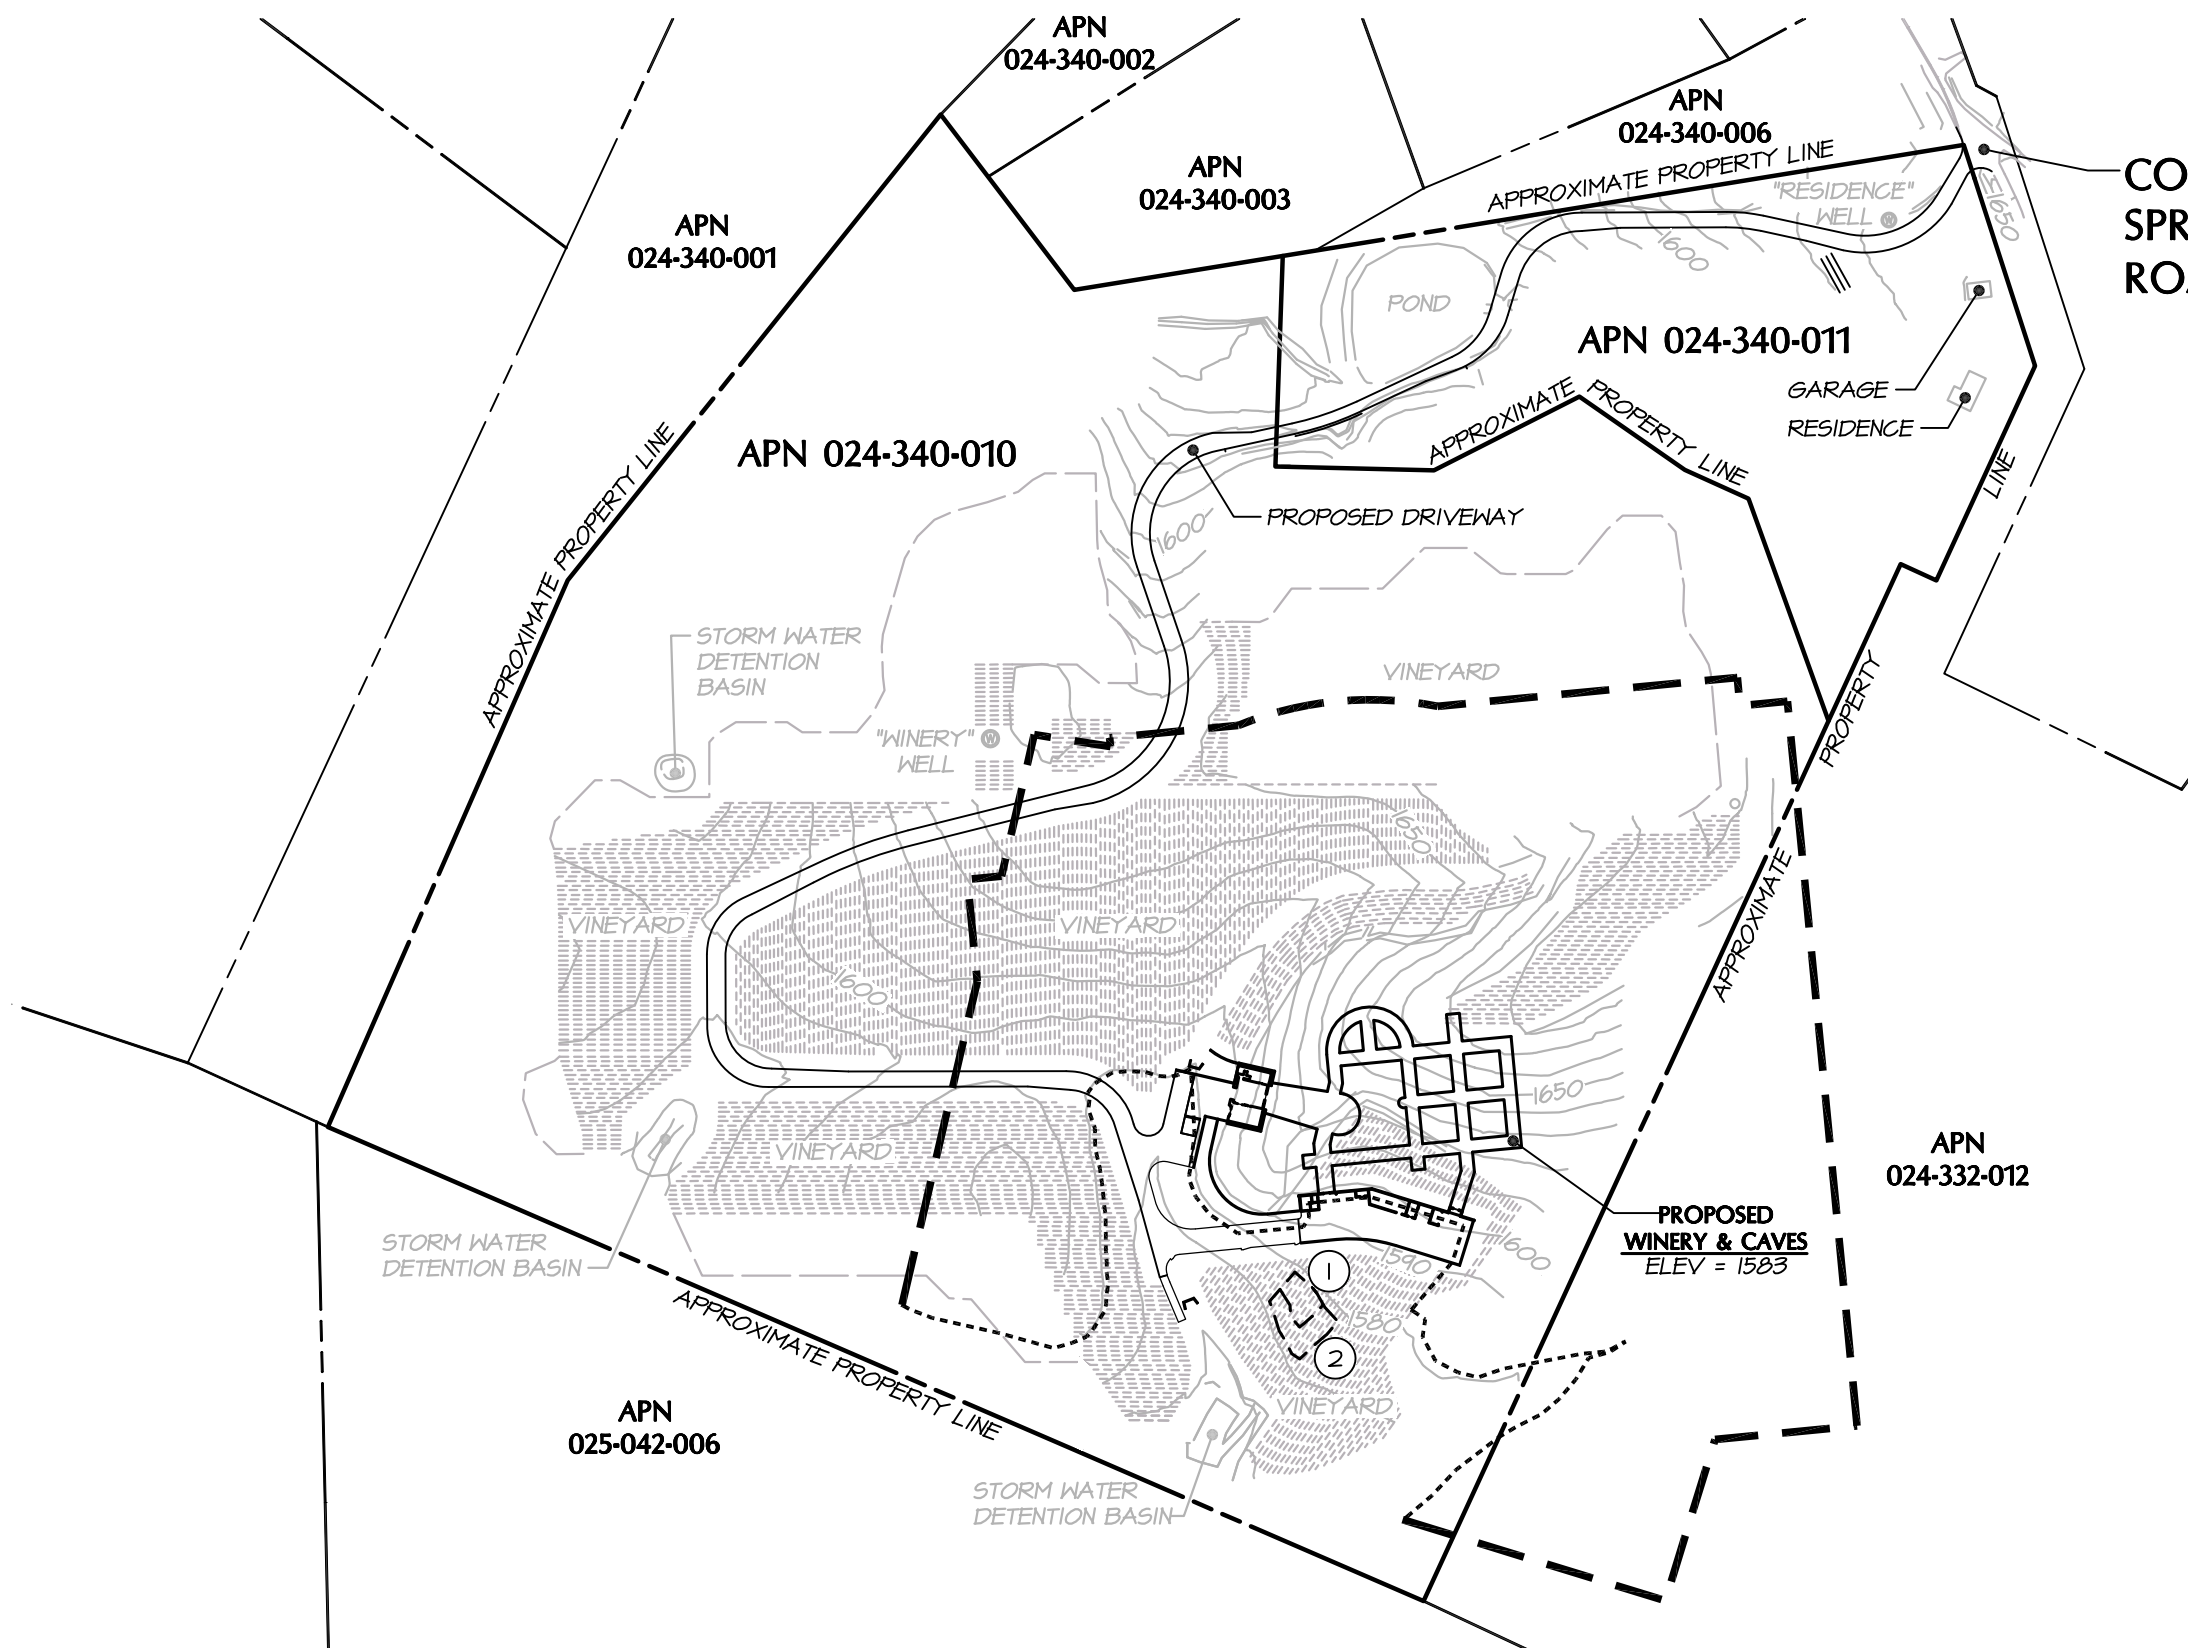 APN
024-340-002
APN
024-340-006
APN
024-340-003
APPROXIMATE PROPERTY LINE
"RESIDENCE"
WELL W
CO
SPR
RO
1650
APN
024-340-001
1600
POND
APN 024-340-011
GARAGE
RESIDENCE
APPROXIMATE PROPERTY LINE
APN 024-340-010
APPROXIMATE PROPERTY LINE
LINE
PROPERTY
APPROXIMATE
PROPOSED DRIVEWAY
1600
STORM WATER
DETENTION
BASIN
VINEYARD
"WINERY" W
WELL
1650
VINEYARD
VINEYARD
1600
1650
VINEYARD
APN
024-332-012
PROPOSED
WINERY & CAVES
ELEV = 1583
STORM WATER
DETENTION BASIN
1590
1600
1
1580
2
APPROXIMATE PROPERTY LINE
VINEYARD
APN
025-042-006
STORM WATER
DETENTION BASIN